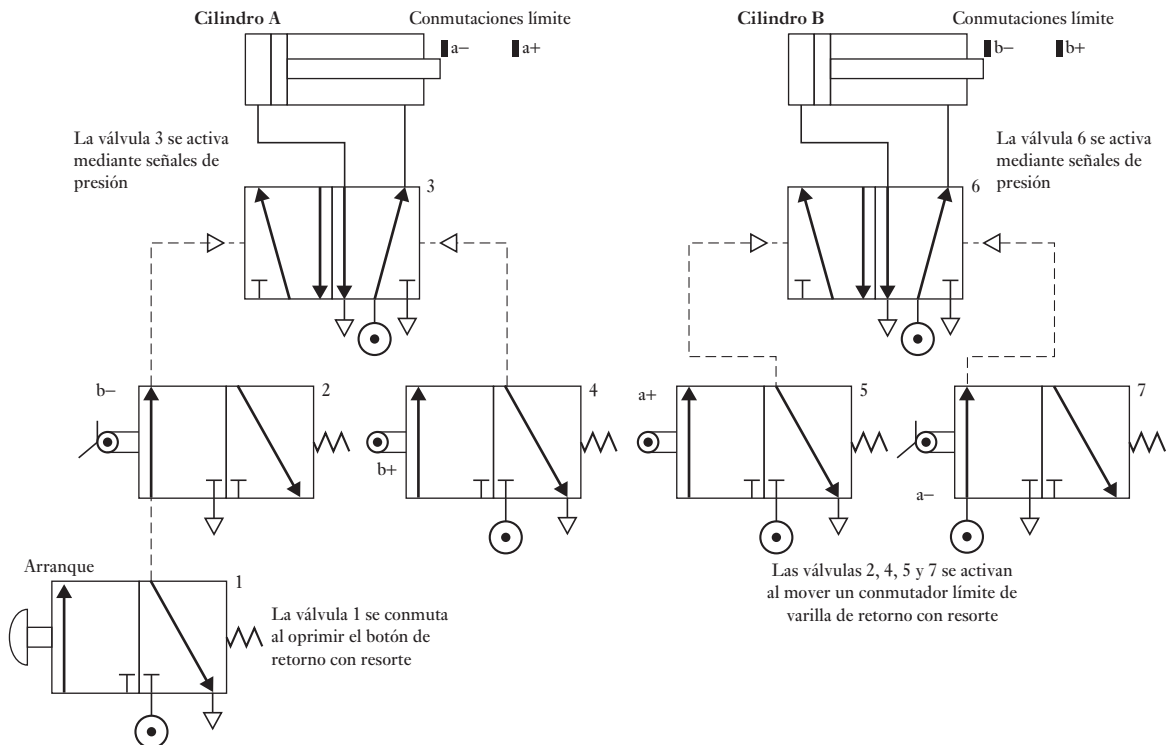 Cilindro A
Conmutaciones límite
a−
a+
La válvula 3 se activa
mediante señales de
presión
3
Cilindro B
Conmutaciones límite
b−
b+
La válvula 6 se activa
mediante señales de
presión
6
b−
2
b+
4
a+
5
a−
7
Las válvulas 2, 4, 5 y 7 se activan
al mover un conmutador límite de
varilla de retorno con resorte
Arranque
1
La válvula 1 se conmuta
al oprimir el botón de
retorno con resorte